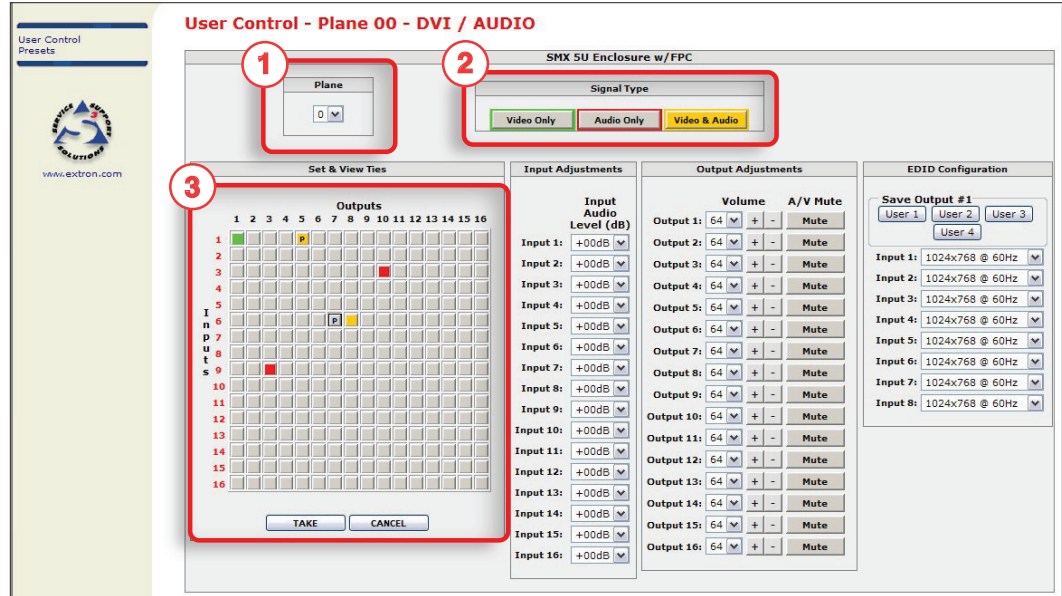 User Control - Plane 00 - DVI / AUDIO
User Control
Presets
SERVICE SUPPORT SOLUTIONS
S3
www.extron.com
SMX 5U Enclosure w/FPC
1
Plane
0
2
Signal Type
Video Only Audio Only Video & Audio
3
Set & View Ties
Outputs
1 2 3 4 5 6 7 8 9 10 11 12 13 14 15 16
Inputs
1 P
2
3
4
5
6 P
7
8
9
10
11
12
13
14
15
16
TAKE CANCEL
Input Adjustments
Input
Audio
Level (dB)
Input 1: +00dB
Input 2: +00dB
Input 3: +00dB
Input 4: +00dB
Input 5: +00dB
Input 6: +00dB
Input 7: +00dB
Input 8: +00dB
Input 9: +00dB
Input 10: +00dB
Input 11: +00dB
Input 12: +00dB
Input 13: +00dB
Input 14: +00dB
Input 15: +00dB
Input 16: +00dB
Output Adjustments
Volume A/V Mute
Output 1: 64 + - Mute
Output 2: 64 + - Mute
Output 3: 64 + - Mute
Output 4: 64 + - Mute
Output 5: 64 + - Mute
Output 6: 64 + - Mute
Output 7: 64 + - Mute
Output 8: 64 + - Mute
Output 9: 64 + - Mute
Output 10: 64 + - Mute
Output 11: 64 + - Mute
Output 12: 64 + - Mute
Output 13: 64 + - Mute
Output 14: 64 + - Mute
Output 15: 64 + - Mute
Output 16: 64 + - Mute
EDID Configuration
Save Output #1
User 1 User 2 User 3
User 4
Input 1: 1024x768 @ 60Hz
Input 2: 1024x768 @ 60Hz
Input 3: 1024x768 @ 60Hz
Input 4: 1024x768 @ 60Hz
Input 5: 1024x768 @ 60Hz
Input 6: 1024x768 @ 60Hz
Input 7: 1024x768 @ 60Hz
Input 8: 1024x768 @ 60Hz